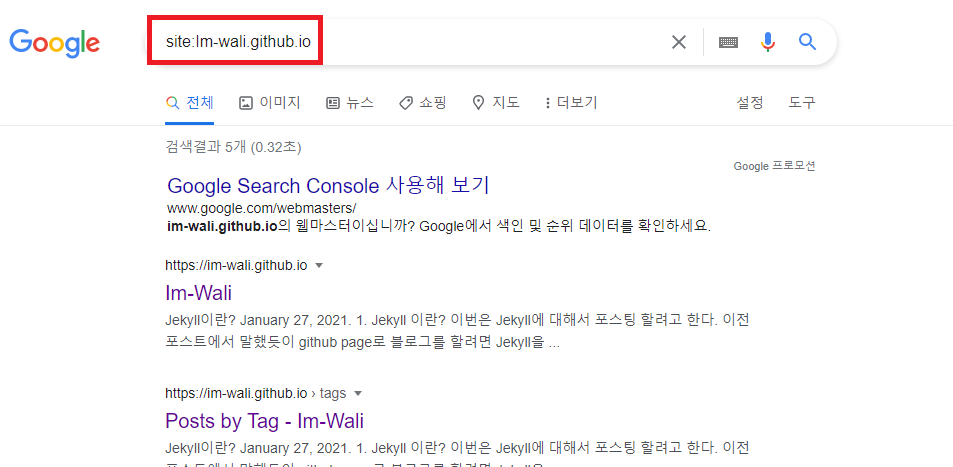 Google
site:Im-wali.github.io
전체 이미지 뉴스 쇼핑 지도 더보기 설정 도구
검색결과 5개 (0.32초)
Google 프로모션
Google Search Console 사용해 보기
www.google.com/webmasters/
im-wali.github.io의 웹마스터이십니까? Google에서 색인 및 순위 데이터를 확인하세요.
https://im-wali.github.io
Im-Wali
Jekyll이란? January 27, 2021. 1. Jekyll 이란? 이번은 Jekyll에 대해서 포스팅 할려고 한다. 이전
포스트에서 말했듯이 github page로 블로그를 할려면 Jekyll을 ...
https://im-wali.github.io › tags
Posts by Tag - Im-Wali
Jekyll이란? January 27, 2021. 1. Jekyll 이란? 이번은 Jekyll에 대해서 포스팅 할려고 한다. 이전